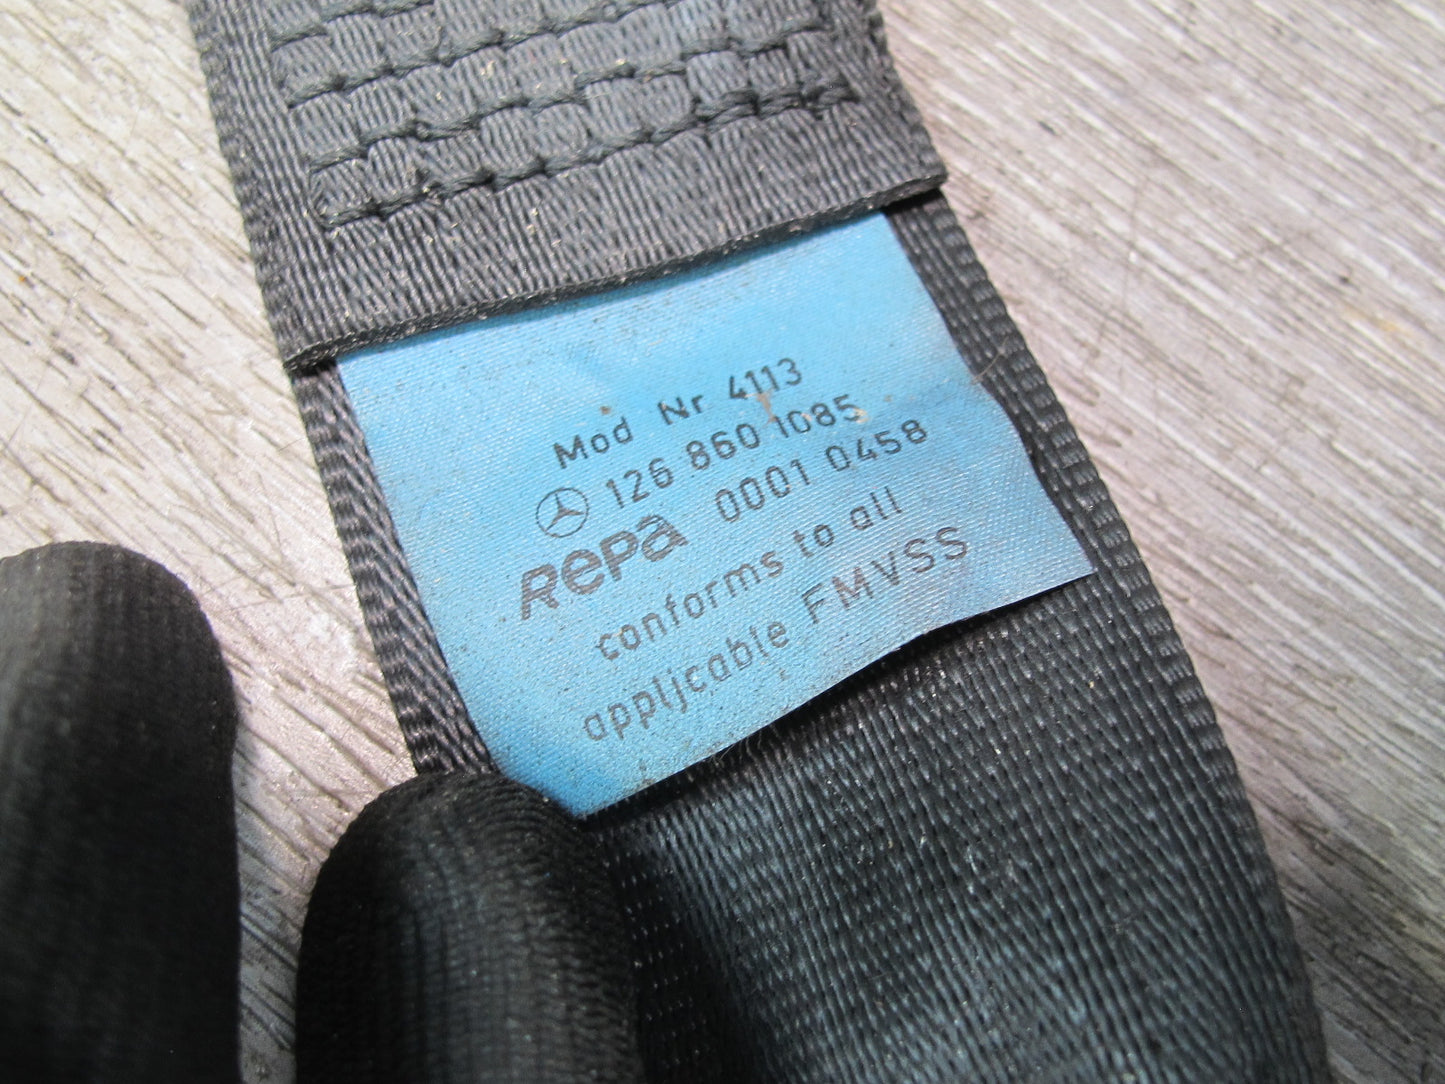 Mod Nr 4113
126 860 1085
Repa 0001 0458
conforms to all
applicable FMVSS